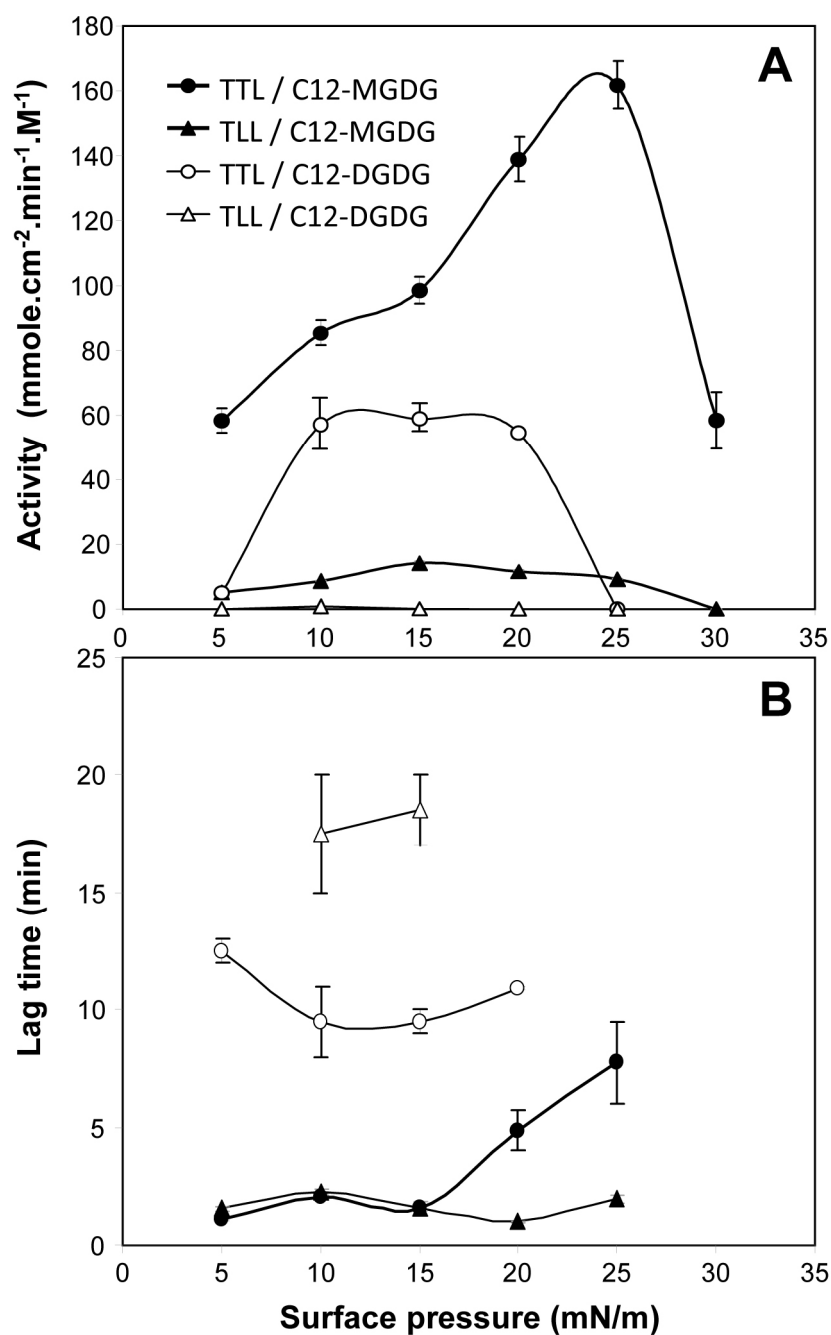 A
TTL / C12-MGDG
TLL / C12-MGDG
TTL / C12-DGDG
TLL / C12-DGDG
Activity (mmole.cm⁻².min⁻¹.M⁻¹)
180
160
140
120
100
80
60
40
20
0
0 5 10 15 20 25 30 35
B
Lag time (min)
25
20
15
10
5
0
0 5 10 15 20 25 30 35
Surface pressure (mN/m)